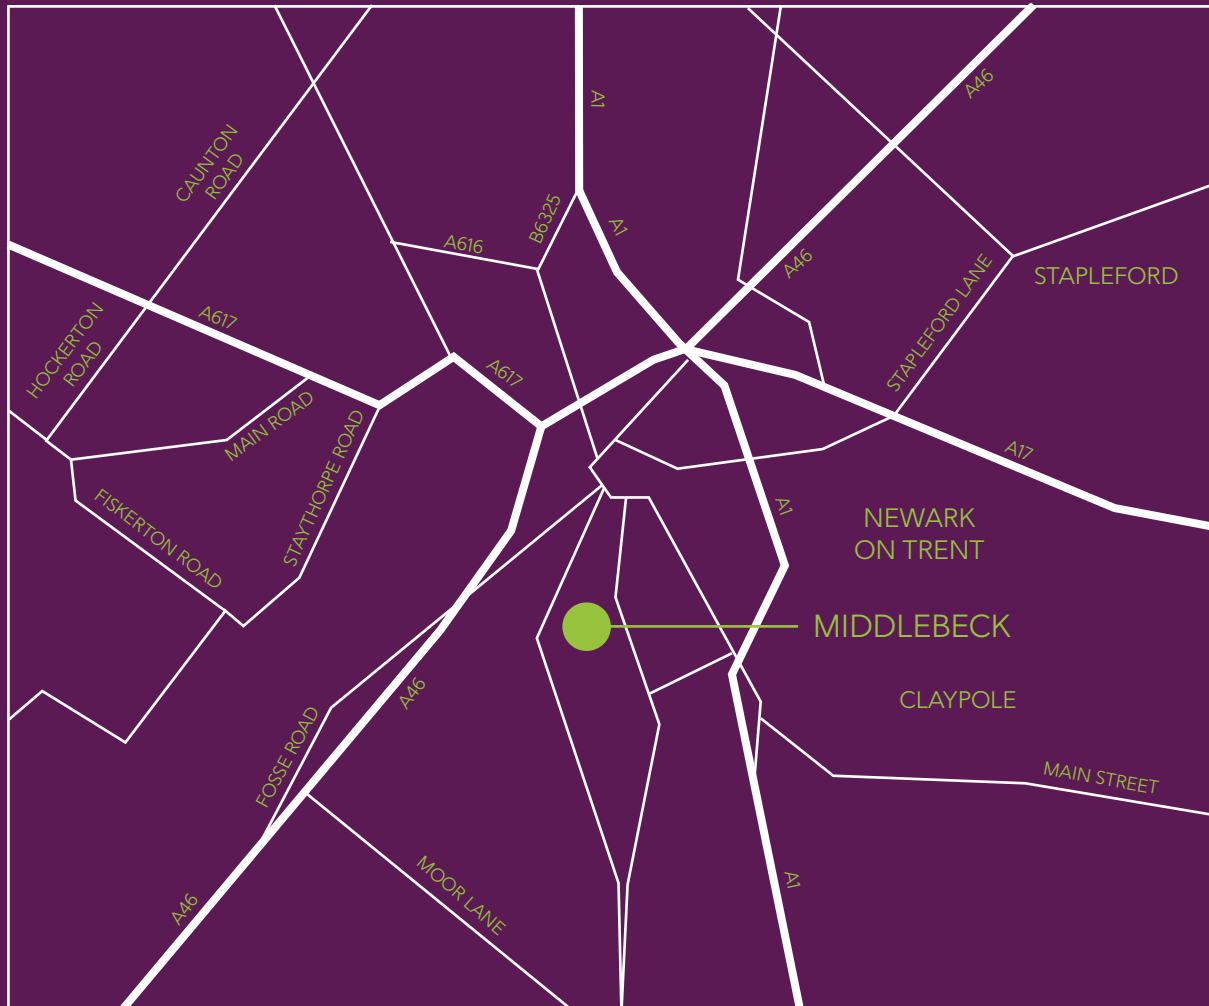 A1
A46
CAUNTON
ROAD
B6325
A1
A616
A46
STAPLEFORD
STAPLEFORD LANE
A617
HOCKERTON
ROAD
A617
MAIN ROAD
STAYTHORPE ROAD
A17
A1
NEWARK
ON TRENT
FISKERTON ROAD
MIDDLEBECK
A46
CLAYPOLE
FOSSE ROAD
MAIN STREET
A46
MOOR LANE
A1